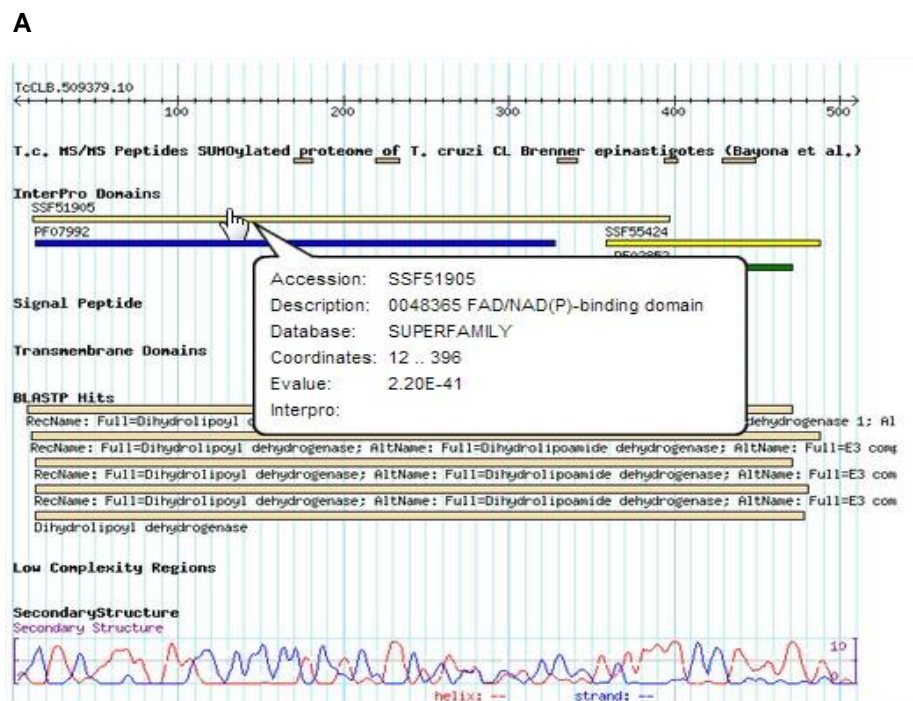 A
TcCLB.509379.10
100 200 300 400 500
T.c. MS/MS Peptides SUMOylated proteome of T. cruzi CL Brenner epimastigotes (Bayona et al.)
InterPro Domains
SSF51905
PF07992 SSF55424
Accession: SSF51905
Description: 0048365 FAD/NAD(P)-binding domain
Database: SUPERFAMILY
Coordinates: 12 .. 396
Evalue: 2.20E-41
Interpro:
Signal Peptide
Transmembrane Domains
BLASTP Hits
RecName: Full=Dihydrolipoyl dehydrogenase 1; Al
RecName: Full=Dihydrolipoyl dehydrogenase; AltName: Full=Dihydrolipoamide dehydrogenase; AltName: Full=E3 comp
RecName: Full=Dihydrolipoyl dehydrogenase; AltName: Full=Dihydrolipoamide dehydrogenase; AltName: Full=E3 com
RecName: Full=Dihydrolipoyl dehydrogenase; AltName: Full=Dihydrolipoamide dehydrogenase; AltName: Full=E3 com
Dihydrolipoyl dehydrogenase
Low Complexity Regions
SecondaryStructure
Secondary Structure
10
0
helix: -- strand: --